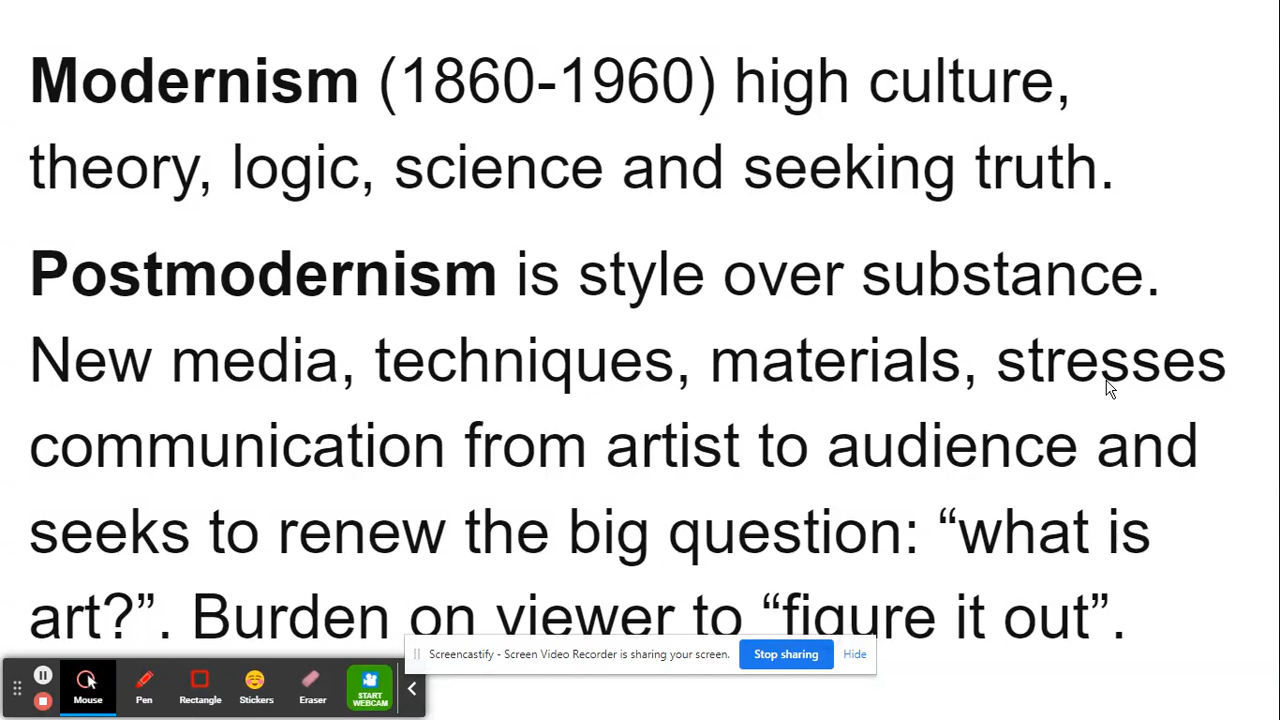 Modernism (1860-1960) high culture,
theory, logic, science and seeking truth.
Postmodernism is style over substance.
New media, techniques, materials, stresses
communication from artist to audience and
seeks to renew the big question: “what is
art?”. Burden on viewer to “figure it out”.
Screencastify - Screen Video Recorder is sharing your screen. Stop sharing Hide
Mouse Pen Rectangle Stickers Eraser START WEBCAM